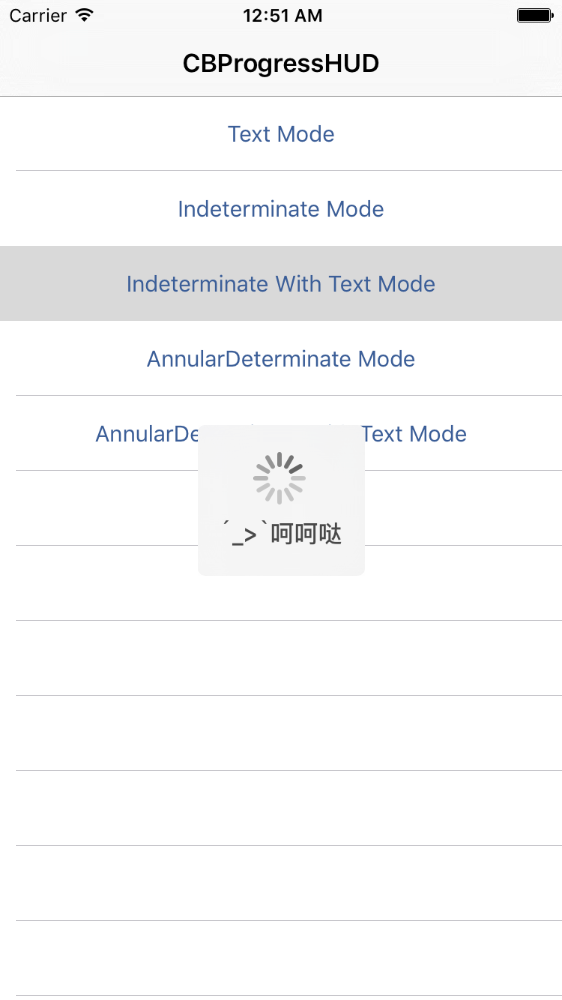 Carrier 12:51 AM
CBProgressHUD
Text Mode
Indeterminate Mode
Indeterminate With Text Mode
AnnularDeterminate Mode
AnnularDe Text Mode
´_>`呵呵哒